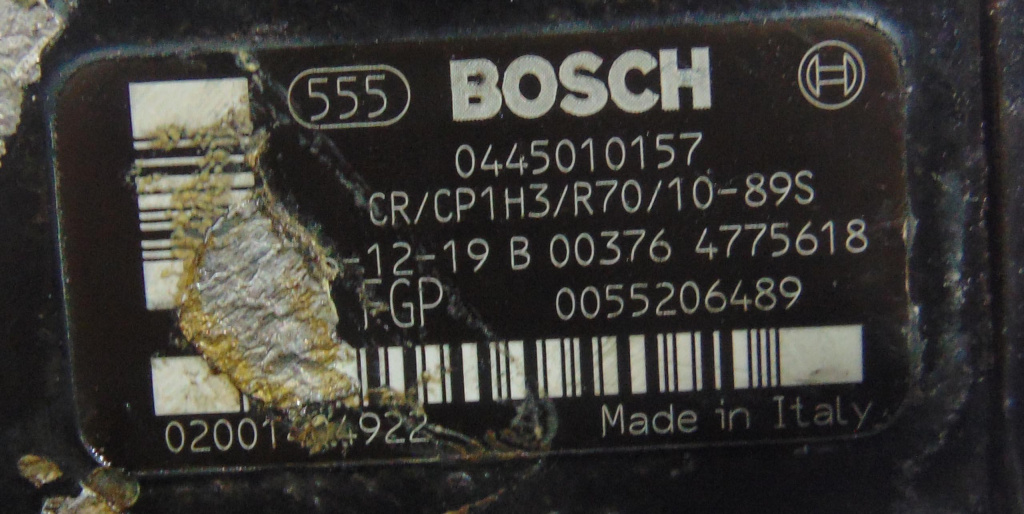 555 BOSCH
0445010157
CR/CP1H3/R70/10-89S
-12-19 B 00376 4775618
FGP 0055206489
Made in Italy